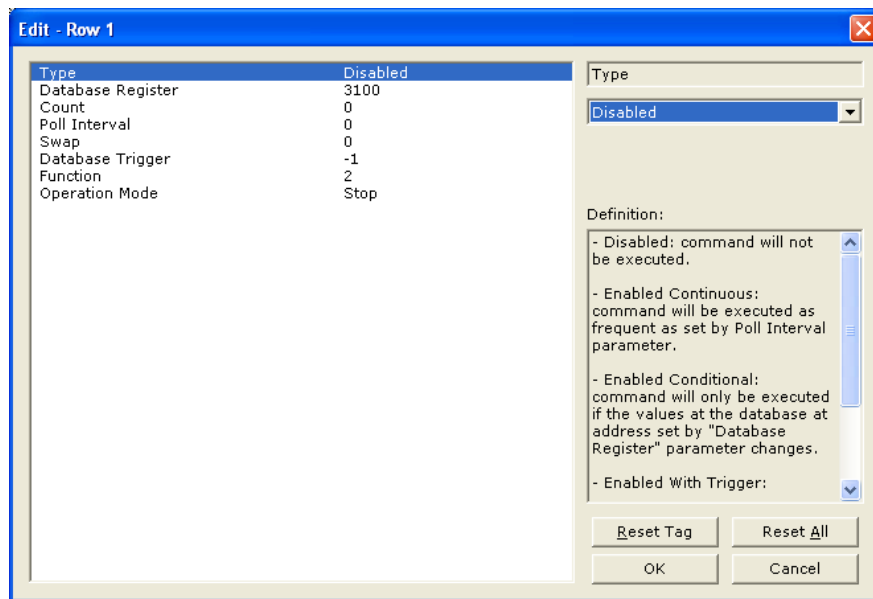 Edit - Row 1
Type Disabled
Database Register 3100
Count 0
Poll Interval 0
Swap 0
Database Trigger -1
Function 2
Operation Mode Stop
Type
Disabled
Definition:
- Disabled: command will not
be executed.
- Enabled Continuous:
command will be executed as
frequent as set by Poll Interval
parameter.
- Enabled Conditional:
command will only be executed
if the values at the database at
address set by "Database
Register" parameter changes.
- Enabled With Trigger:
Reset Tag Reset All
OK Cancel